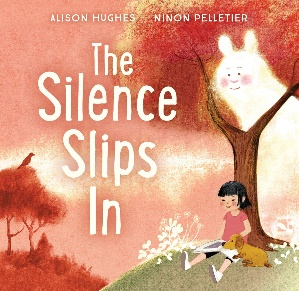 ALISON HUGHES NINON PELLETIER
The
Silence
Slips
In